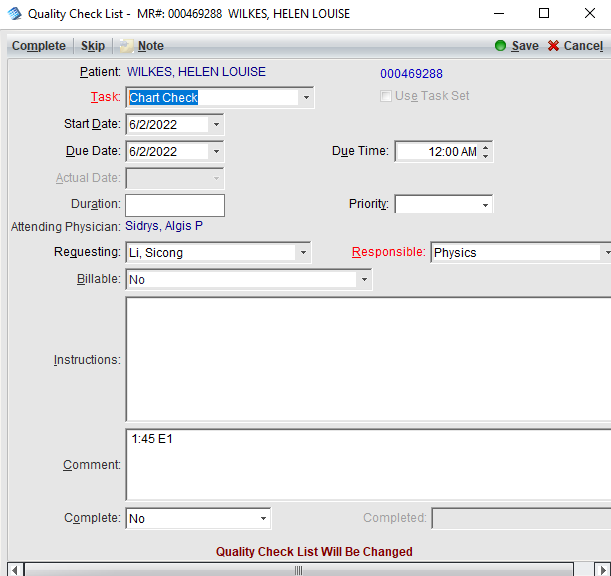 Quality Check List - MR#: 000469288 WILKES, HELEN LOUISE
Complete Skip Note Save Cancel
Patient: WILKES, HELEN LOUISE 000469288
Task: Chart Check Use Task Set
Start Date: 6/2/2022
Due Date: 6/2/2022 Due Time: 12:00 AM
Actual Date:
Duration: Priority:
Attending Physician: Sidrys, Algis P
Requesting: Li, Sicong Responsible: Physics
Billable: No
Instructions:
Comment: 1:45 E1
Complete: No Completed:
Quality Check List Will Be Changed